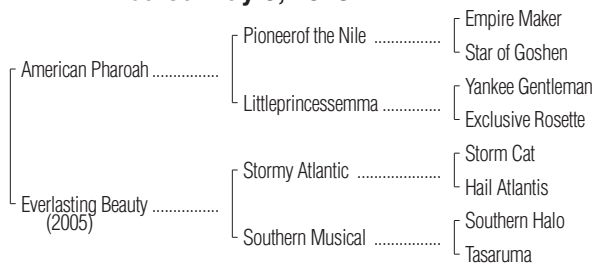 Empire Maker
Pioneerof the Nile ................
Star of Goshen
American Pharoah ................
Yankee Gentleman
Littleprincessemma ..............
Exclusive Rosette
Storm Cat
Stormy Atlantic ....................
Hail Atlantis
Everlasting Beauty ................
(2005)
Southern Halo
Southern Musical ................
Tasaruma